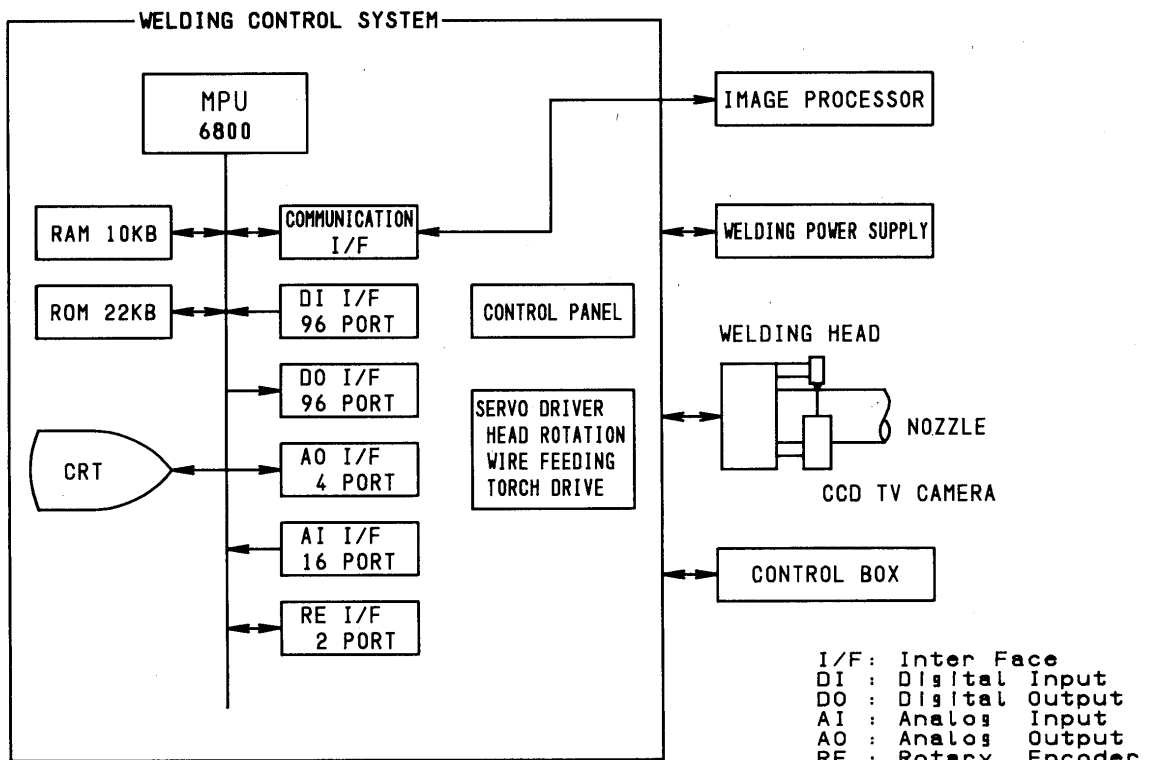 WELDING CONTROL SYSTEM
MPU
6800
RAM 10KB
COMMUNICATION
I/F
ROM 22KB
DI I/F
96 PORT
DO I/F
96 PORT
CRT
AO I/F
4 PORT
AI I/F
16 PORT
RE I/F
2 PORT
CONTROL PANEL
SERVO DRIVER
HEAD ROTATION
WIRE FEEDING
TORCH DRIVE
IMAGE PROCESSOR
WELDING POWER SUPPLY
WELDING HEAD
NOZZLE
CCD TV CAMERA
CONTROL BOX
I/F: Inter Face
DI : Digital Input
DO : Digital Output
AI : Analog Input
AO : Analog Output
RE : Rotary Encoder